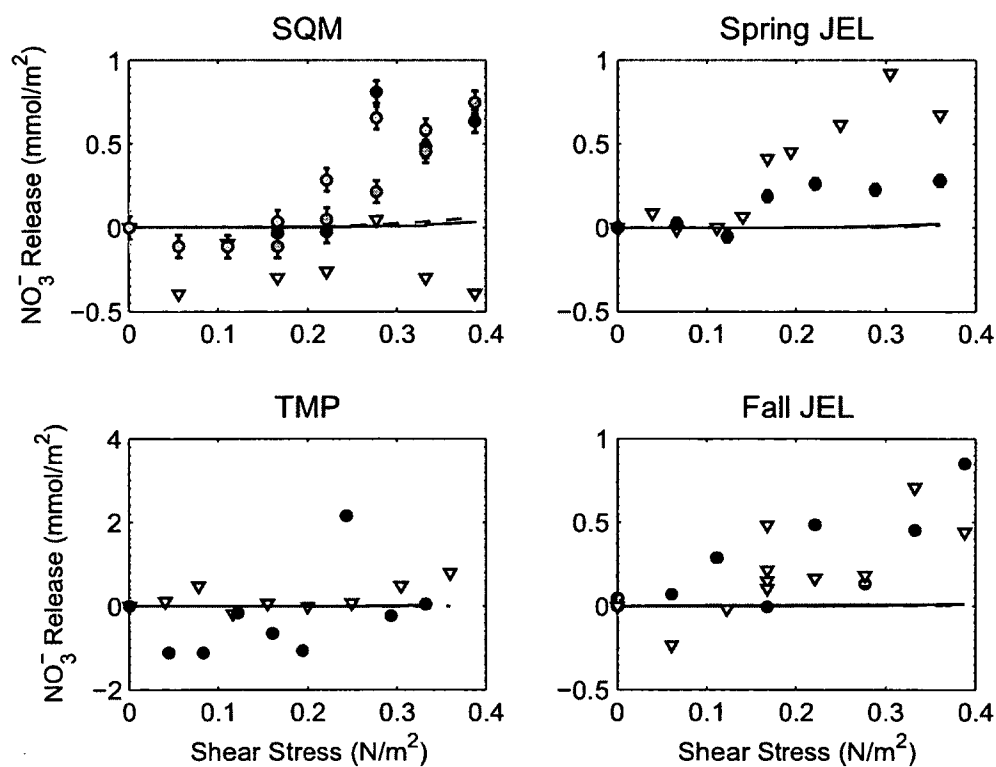 SQM
NO₃⁻ Release (mmol/m²)
1
0.5
0
−0.5
0 0.1 0.2 0.3 0.4
Spring JEL
1
0.5
0
−0.5
0 0.1 0.2 0.3 0.4
TMP
NO₃⁻ Release (mmol/m²)
4
2
0
−2
0 0.1 0.2 0.3 0.4
Shear Stress (N/m²)
Fall JEL
1
0.5
0
−0.5
0 0.1 0.2 0.3 0.4
Shear Stress (N/m²)